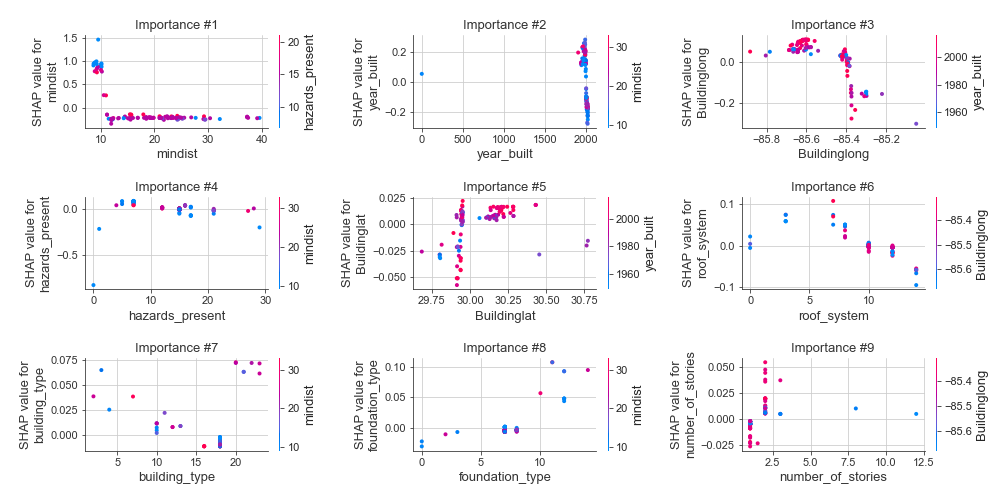 Importance #1
SHAP value for
mindist
1.5
1.0
0.5
0.0
10
20
30
40
mindist
20
15
10
hazards_present
Importance #2
SHAP value for
year_built
0.2
0.0
−0.2
0
500
1000
1500
2000
year_built
30
20
10
mindist
Importance #3
SHAP value for
Buildinglong
0.0
−0.2
−85.8
−85.6
−85.4
−85.2
Buildinglong
2000
1980
1960
year_built
Importance #4
SHAP value for
hazards_present
0.0
−0.5
0
10
20
30
hazards_present
30
20
10
mindist
Importance #5
SHAP value for
Buildinglat
0.025
0.000
−0.025
−0.050
29.75
30.00
30.25
30.50
30.75
Buildinglat
2000
1980
1960
year_built
Importance #6
SHAP value for
roof_system
0.1
0.0
−0.1
0
5
10
roof_system
−85.4
−85.5
−85.6
Buildinglong
Importance #7
SHAP value for
building_type
0.075
0.050
0.025
0.000
5
10
15
20
building_type
30
20
10
mindist
Importance #8
SHAP value for
foundation_type
0.10
0.05
0.00
0
10
foundation_type
30
20
10
mindist
Importance #9
SHAP value for
number_of_stories
0.050
0.025
0.000
−0.025
2.5
5.0
7.5
10.0
12.5
number_of_stories
−85.4
−85.5
−85.6
Buildinglong